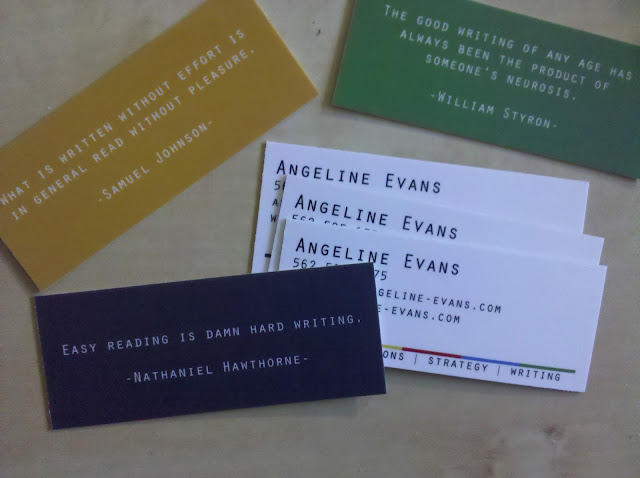 WHAT IS WRITTEN WITHOUT EFFORT IS
IN GENERAL READ WITHOUT PLEASURE.
-SAMUEL JOHNSON-
THE GOOD WRITING OF ANY AGE HAS
ALWAYS BEEN THE PRODUCT OF
SOMEONE'S NEUROSIS.
-WILLIAM STYRON-
ANGELINE EVANS
ANGELINE EVANS
ANGELINE EVANS
562
75
GELINE-EVANS.COM
E-EVANS.COM
ONS | STRATEGY | WRITING
EASY READING IS DAMN HARD WRITING.
-NATHANIEL HAWTHORNE-